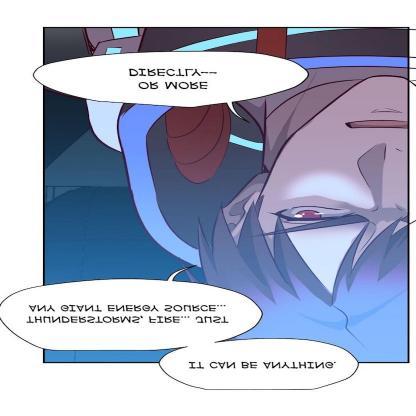 IT CAN BE ANYTHING.
THUNDERSTORMS, FIRE... JUST
ANY GIANT ENERGY SOURCE...
OR MORE
DIRECTLY--